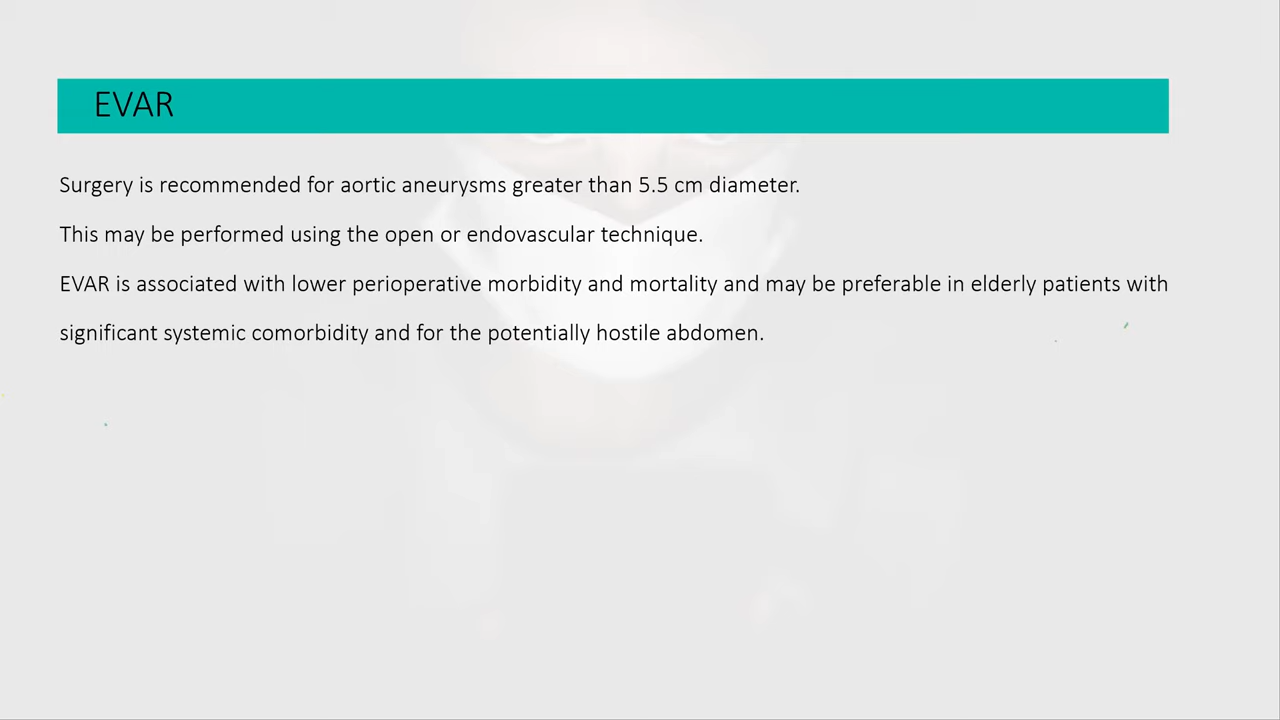 EVAR
Surgery is recommended for aortic aneurysms greater than 5.5 cm diameter.
This may be performed using the open or endovascular technique.
EVAR is associated with lower perioperative morbidity and mortality and may be preferable in elderly patients with
significant systemic comorbidity and for the potentially hostile abdomen.